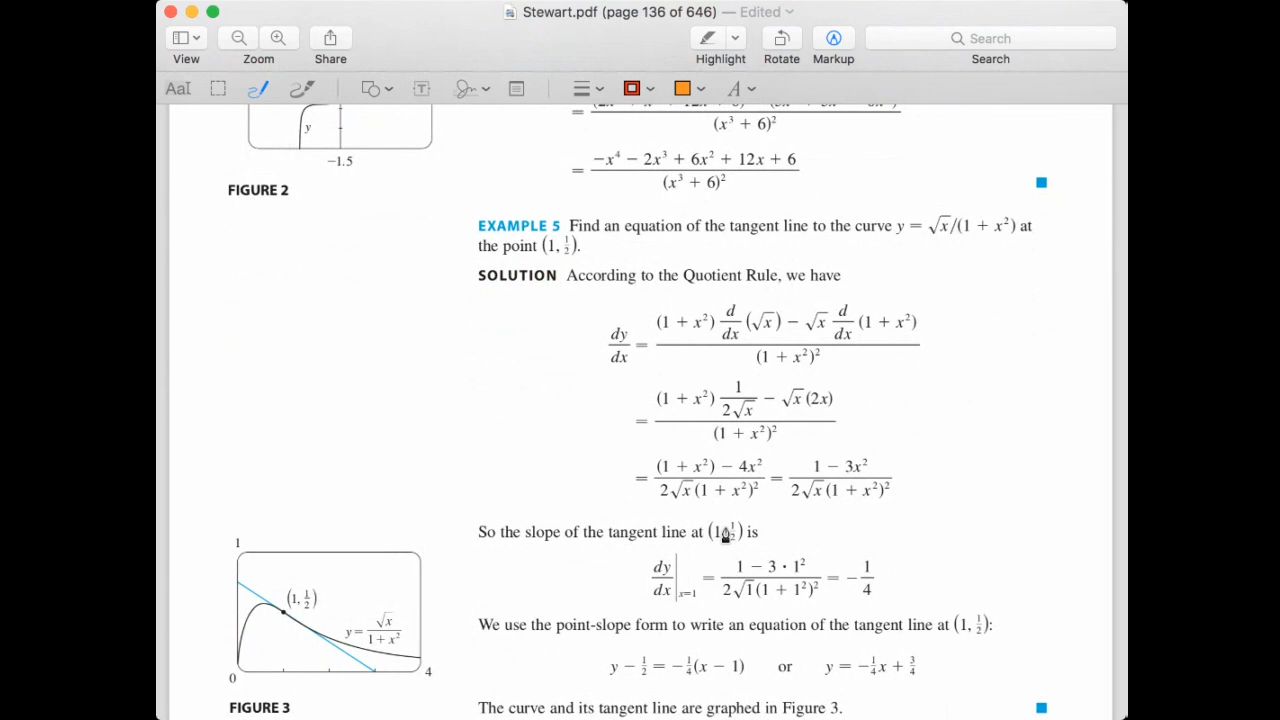 Stewart.pdf (page 136 of 646) — Edited
View Zoom Share Highlight Rotate Markup Search
Search
AaI T A
y
−1.5
FIGURE 2
=
(x³ + 6)²
= −x⁴ − 2x³ + 6x² + 12x + 6 / (x³ + 6)²
EXAMPLE 5 Find an equation of the tangent line to the curve y = √x/(1 + x²) at
the point (1, ½).
SOLUTION According to the Quotient Rule, we have
dy/dx = (1 + x²) d/dx (√x) − √x d/dx (1 + x²) / (1 + x²)²
= (1 + x²) 1/2√x − √x (2x) / (1 + x²)²
= (1 + x²) − 4x² / 2√x (1 + x²)² = 1 − 3x² / 2√x (1 + x²)²
So the slope of the tangent line at (1, ½) is
dy/dx |x=1 = 1 − 3 · 1² / 2√1(1 + 1²)² = −1/4
We use the point-slope form to write an equation of the tangent line at (1, ½):
y − ½ = −¼(x − 1) or y = −¼x + ¾
The curve and its tangent line are graphed in Figure 3.
1
(1, ½)
y = √x / 1 + x²
0
4
FIGURE 3